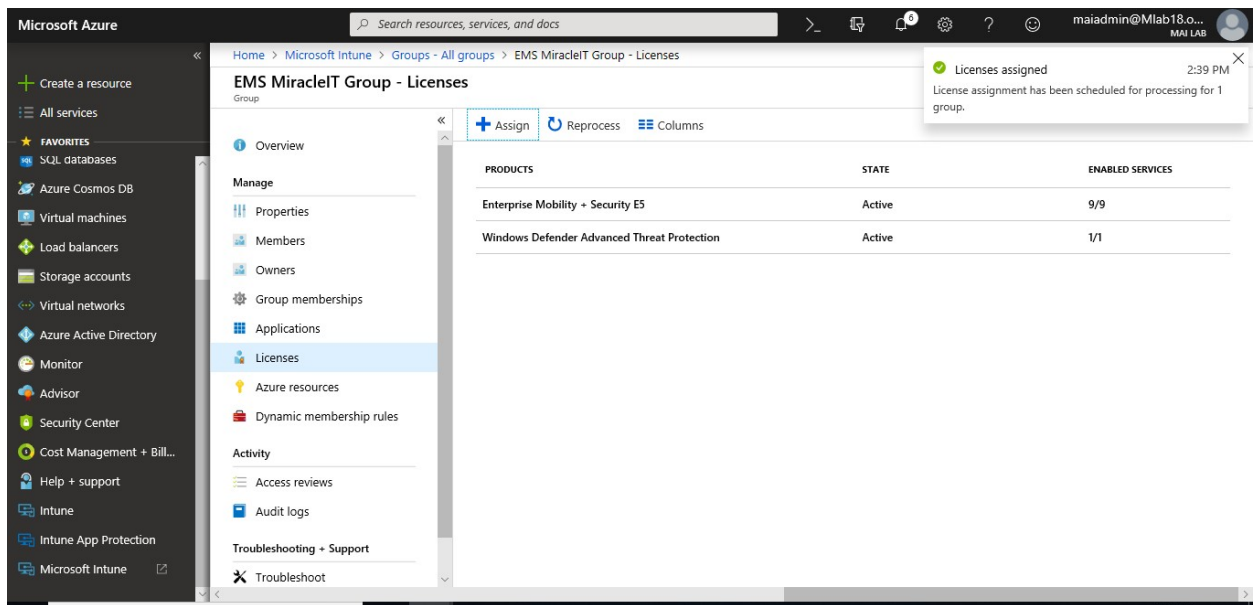 Microsoft Azure
Search resources, services, and docs
6
maiadmin@Mlab18.o...
MAI LAB
Home > Microsoft Intune > Groups - All groups > EMS MiracleIT Group - Licenses
EMS MiracleIT Group - Licenses
Group
Licenses assigned 2:39 PM
License assignment has been scheduled for processing for 1
group.
Create a resource
All services
FAVORITES
SQL databases
Azure Cosmos DB
Virtual machines
Load balancers
Storage accounts
Virtual networks
Azure Active Directory
Monitor
Advisor
Security Center
Cost Management + Bill...
Help + support
Intune
Intune App Protection
Microsoft Intune
Overview
Manage
Properties
Members
Owners
Group memberships
Applications
Licenses
Azure resources
Dynamic membership rules
Activity
Access reviews
Audit logs
Troubleshooting + Support
Troubleshoot
Assign Reprocess Columns
PRODUCTS STATE ENABLED SERVICES
Enterprise Mobility + Security E5 Active 9/9
Windows Defender Advanced Threat Protection Active 1/1